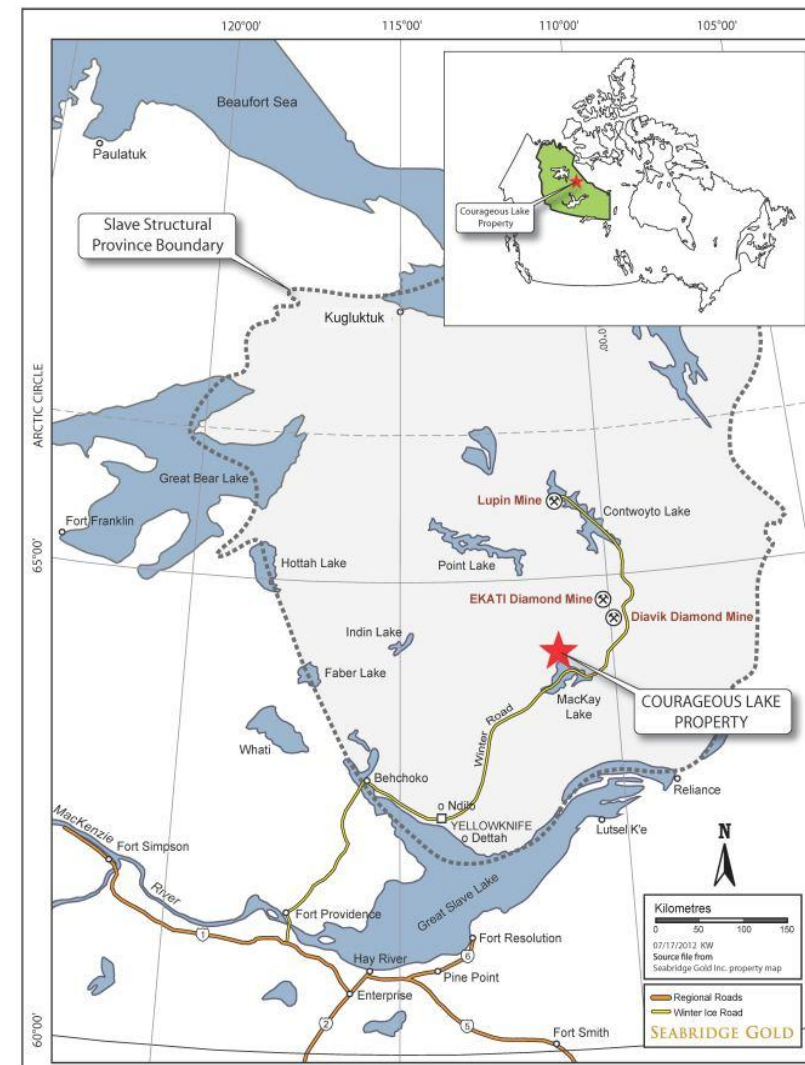 120°00'
115°00'
110°00'
105°00'
Beaufort Sea
Paulatuk
Courageous Lake
Property
Slave Structural
Province Boundary
Kugluktuk
ARCTIC CIRCLE
Great Bear Lake
Lupin Mine
Contwoyto Lake
Fort Franklin
65°00'
Hottah Lake
Point Lake
EKATI Diamond Mine
Diavik Diamond Mine
Indin Lake
Faber Lake
MacKay
Lake
COURAGEOUS LAKE
PROPERTY
Whati
Winter Road
Behchoko
Reliance
Ndilo
YELLOWKNIFE
Dettah
Lutsel K'e
MacKenzie
River
Fort Simpson
Great Slave Lake
N
Fort Providence
1
Fort Resolution
Hay River
6
Pine Point
Enterprise
2
5
Fort Smith
60°00'
Kilometres
0 50 100 150
07/17/2012 KW
Source file from
Seabridge Gold Inc. property map
Regional Roads
Winter Ice Road
SEABRIDGE GOLD